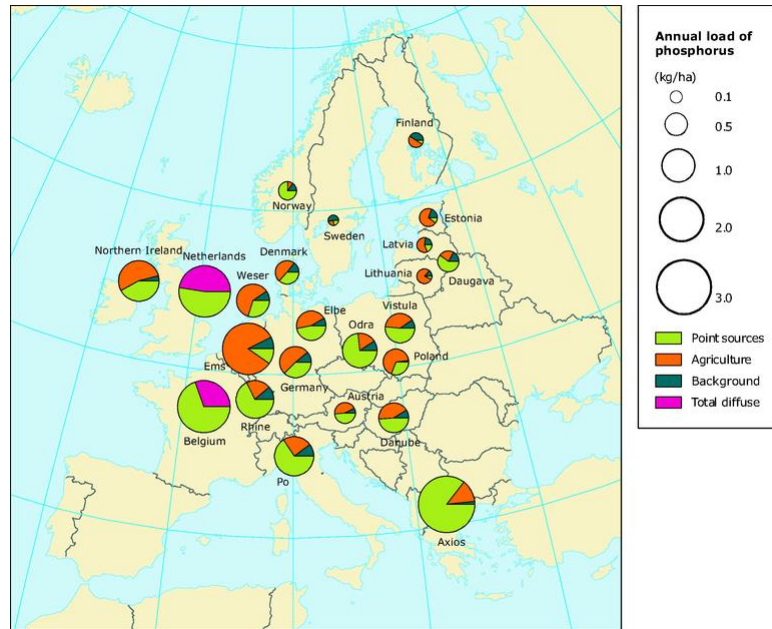 Annual load of
phosphorus
(kg/ha)
0.1
0.5
1.0
2.0
3.0
Point sources
Agriculture
Background
Total diffuse
Finland
Norway
Sweden
Estonia
Latvia
Lithuania
Daugava
Northern Ireland
Netherlands
Denmark
Weser
Elbe
Vistula
Odra
Ems
Germany
Poland
Belgium
Rhine
Austria
Danube
Po
Axios